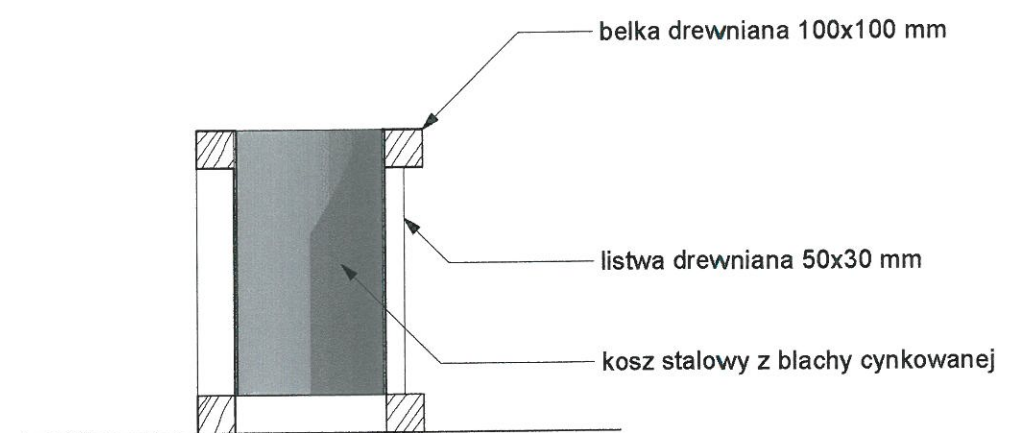 belka drewniana 100x100 mm
listwa drewniana 50x30 mm
kosz stalowy z blachy cynkowanej